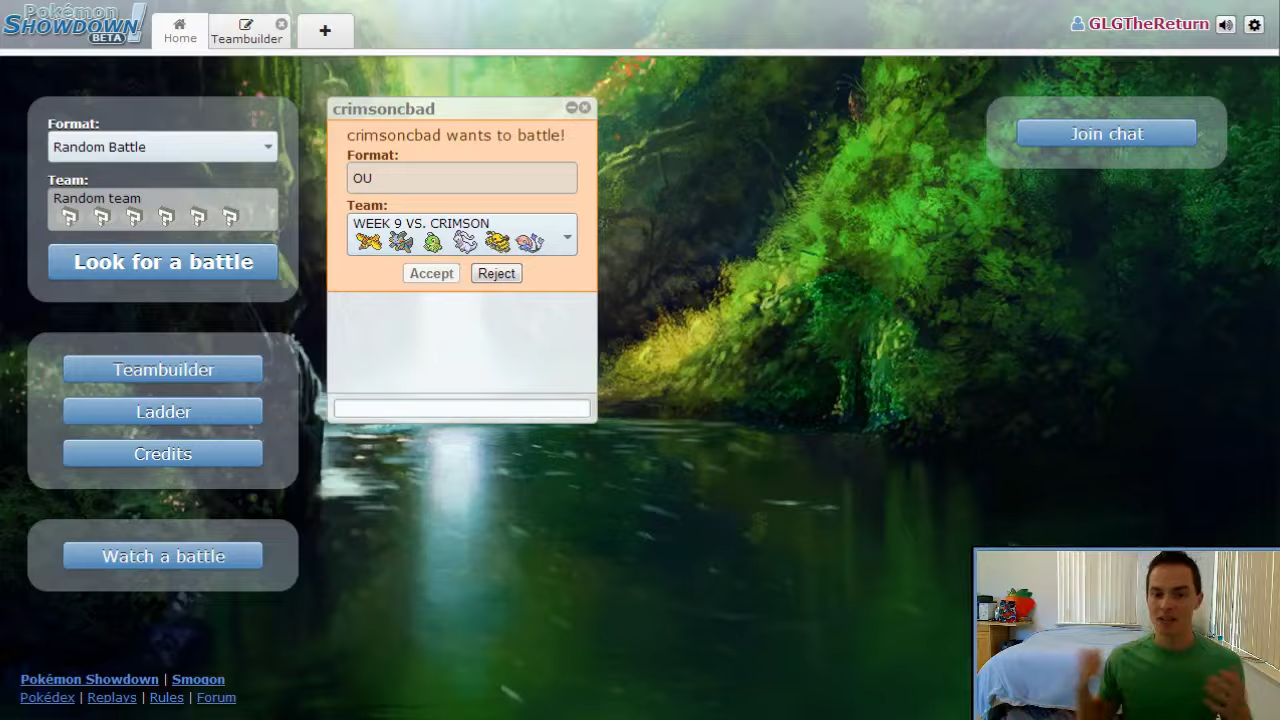 Pokémon
SHOWDOWN!
BETA
Home
Teambuilder
+
GLGTheReturn
Format:
Random Battle
Team:
Random team
Look for a battle
Teambuilder
Ladder
Credits
Watch a battle
crimsoncbad
crimsoncbad wants to battle!
Format:
OU
Team:
WEEK 9 VS. CRIMSON
Accept Reject
Join chat
Pokémon Showdown | Smogon
Pokédex | Replays | Rules | Forum